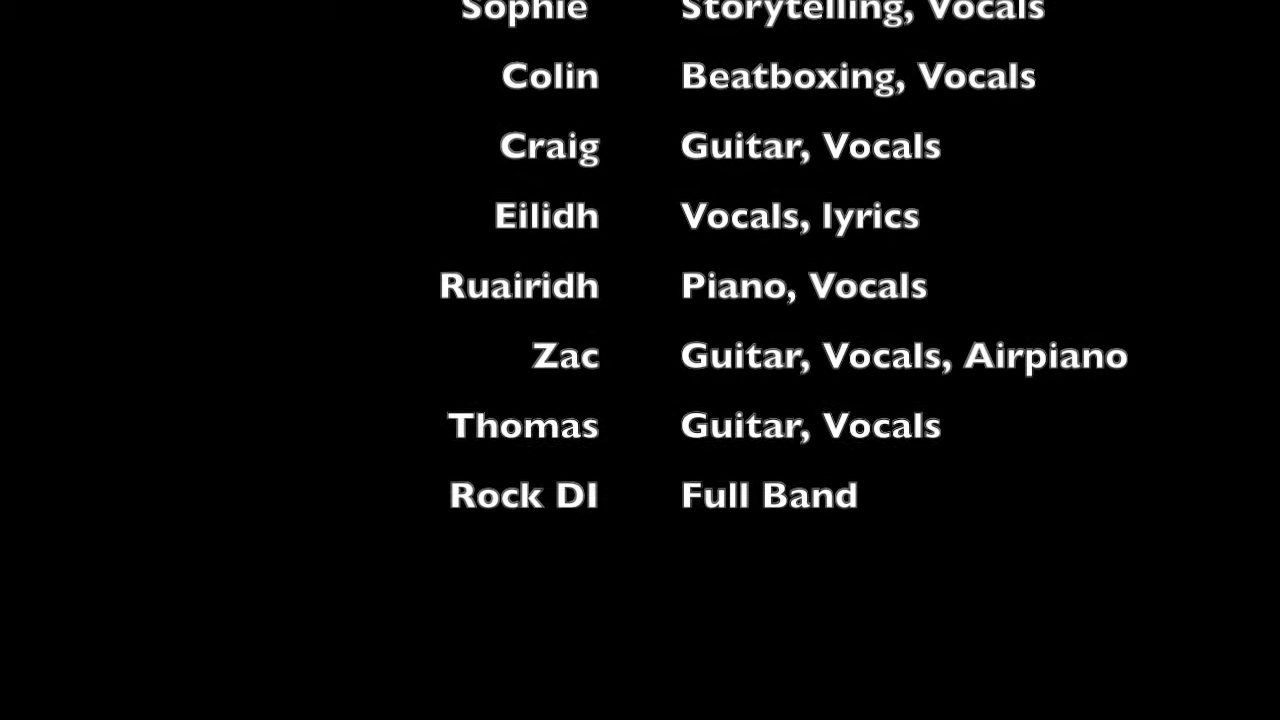 Sophie Storytelling, Vocals
Colin Beatboxing, Vocals
Craig Guitar, Vocals
Eilidh Vocals, lyrics
Ruairidh Piano, Vocals
Zac Guitar, Vocals, Airpiano
Thomas Guitar, Vocals
Rock DI Full Band